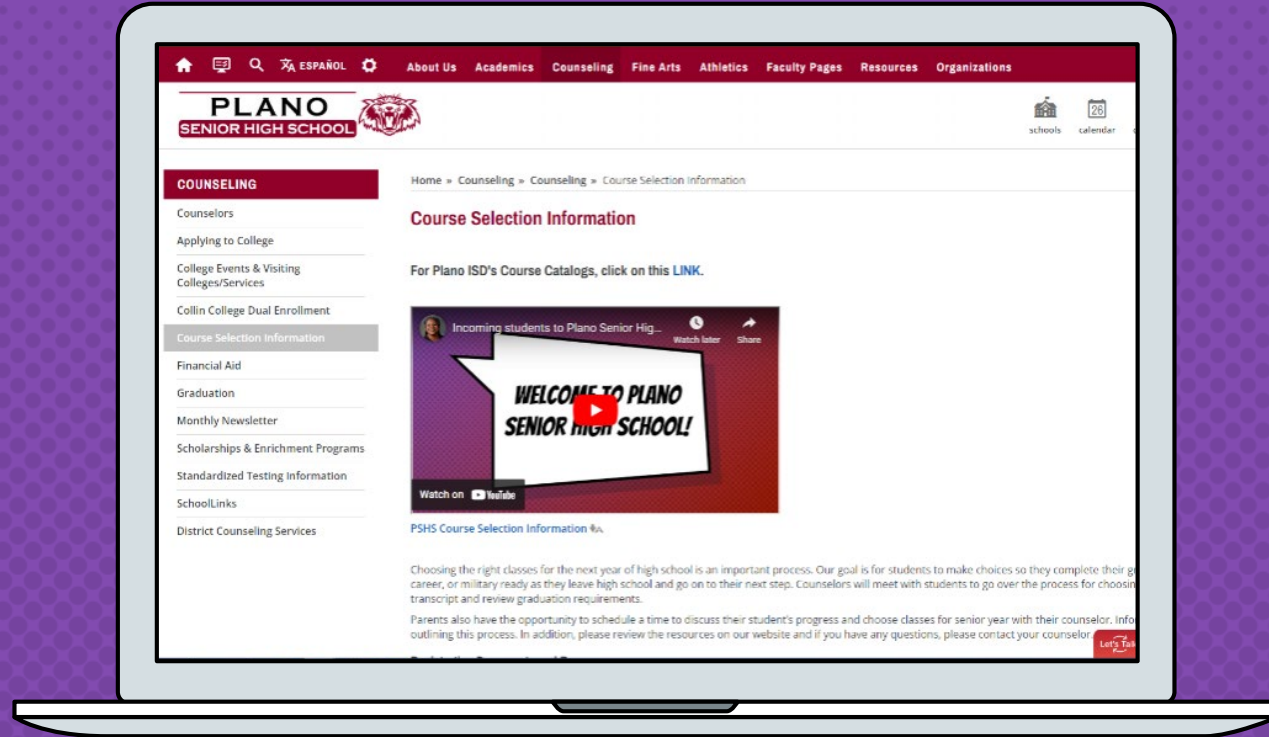 ESPAÑOL About Us Academics Counseling Fine Arts Athletics Faculty Pages Resources Organizations
PLANO
SENIOR HIGH SCHOOL
26
schools calendar
COUNSELING
Counselors
Applying to College
College Events & Visiting
Colleges/Services
Collin College Dual Enrollment
Course Selection Information
Financial Aid
Graduation
Monthly Newsletter
Scholarships & Enrichment Programs
Standardized Testing Information
SchoolLinks
District Counseling Services
Home » Counseling » Counseling » Course Selection Information
Course Selection Information
For Plano ISD's Course Catalogs, click on this LINK.
Incoming students to Plano Senior Hig...
Watch later Share
WELCOME TO PLANO
SENIOR HIGH SCHOOL!
Watch on YouTube
PSHS Course Selection Information
Choosing the right classes for the next year of high school is an important process. Our goal is for students to make choices so they complete their
career, or military ready as they leave high school and go on to their next step. Counselors will meet with students to go over the process for choosing
transcript and review graduation requirements.
Parents also have the opportunity to schedule a time to discuss their student's progress and choose classes for senior year with their counselor.
outlining this process. In addition, please review the resources on our website and if you have any questions, please contact your counselor.
Let's Talk